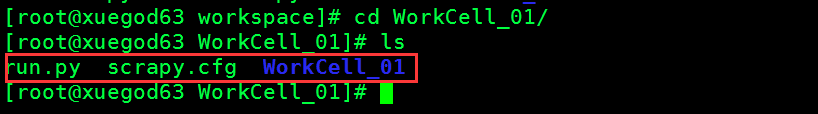 [root@xuegod63 workspace]# cd WorkCell_01/
[root@xuegod63 WorkCell_01]# ls
run.py  scrapy.cfg  WorkCell_01
[root@xuegod63 WorkCell_01]#